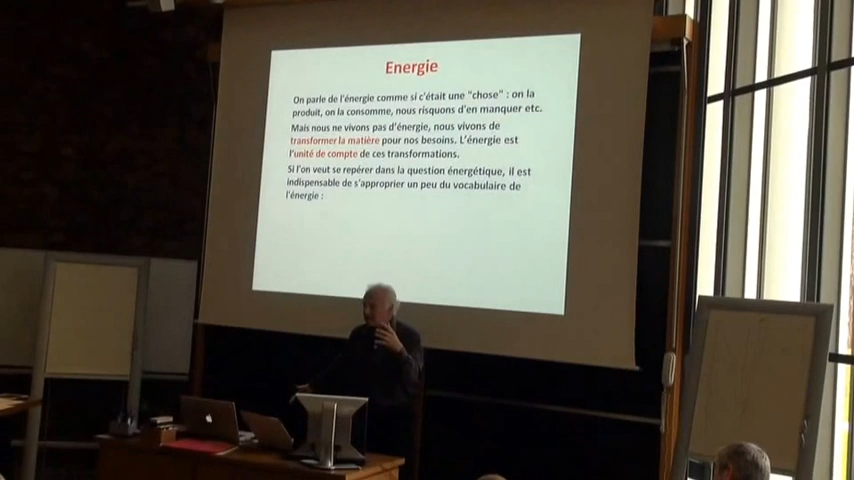 Energie
On parle de l'énergie comme si c'était une "chose" : on la
produit, on la consomme, nous risquons d'en manquer etc.
Mais nous ne vivons pas d'énergie, nous vivons de
transformer la matière pour nos besoins. L'énergie est
l'unité de compte de ces transformations.
Si l'on veut se repérer dans la question énergétique, il est
indispensable de s'approprier un peu du vocabulaire de
l'énergie :